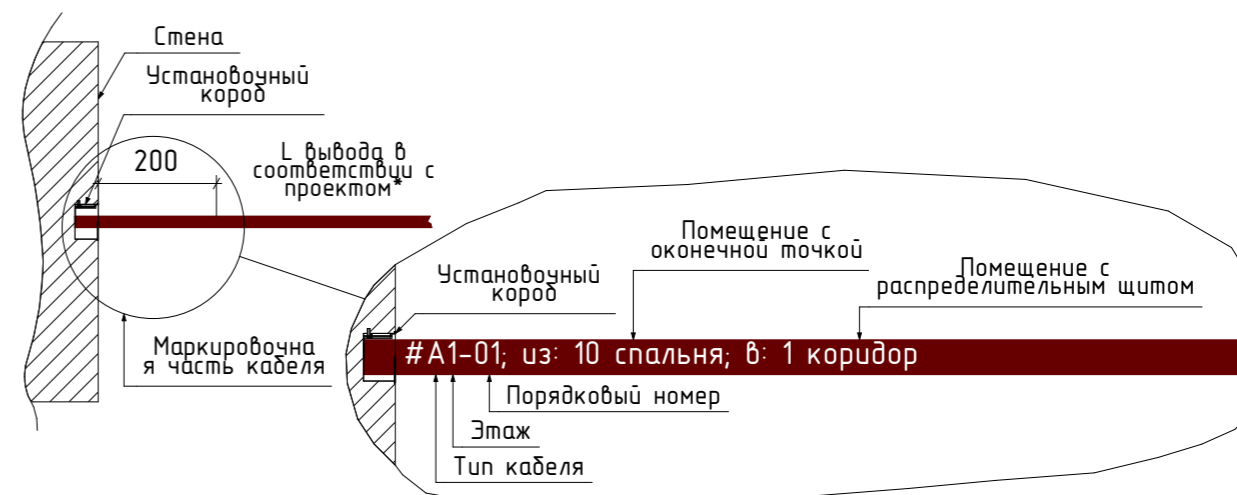 Стена
Установочный
короб
200
L вывода в
соответствии с
проектом*
Маркировочна
я часть кабеля
Помещение с
оконечной точкой
Помещение с
распределительным щитом
Установочный
короб
#А1-01; из: 10 спальня; в: 1 коридор
Порядковый номер
Этаж
Тип кабеля